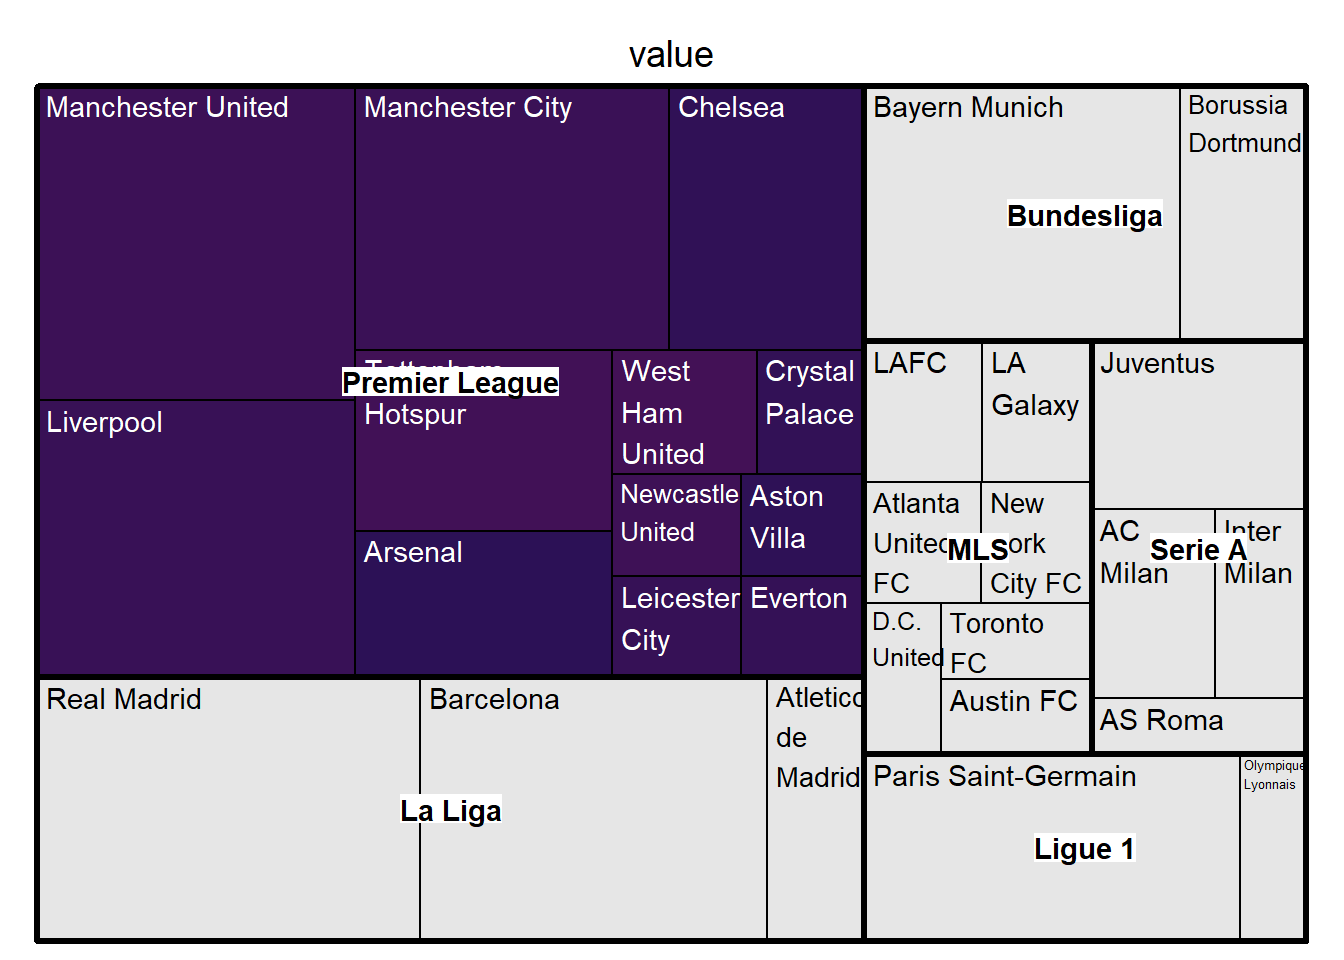 value
Manchester United
Manchester City
Chelsea
Liverpool
Premier League
Hotspur
Arsenal
West
Ham
United
Crystal
Palace
Newcastle
United
Aston
Villa
Leicester
City
Everton
Real Madrid
Barcelona
Atletico
de
Madrid
La Liga
Bayern Munich
Borussia
Dortmund
Bundesliga
LAFC
LA
Galaxy
Atlanta
United
FC
New
City FC
MLS
D.C.
United
Toronto
FC
Austin FC
Juventus
AC
Milan
Inter
Milan
Serie A
AS Roma
Paris Saint-Germain
Olympique
Lyonnais
Ligue 1